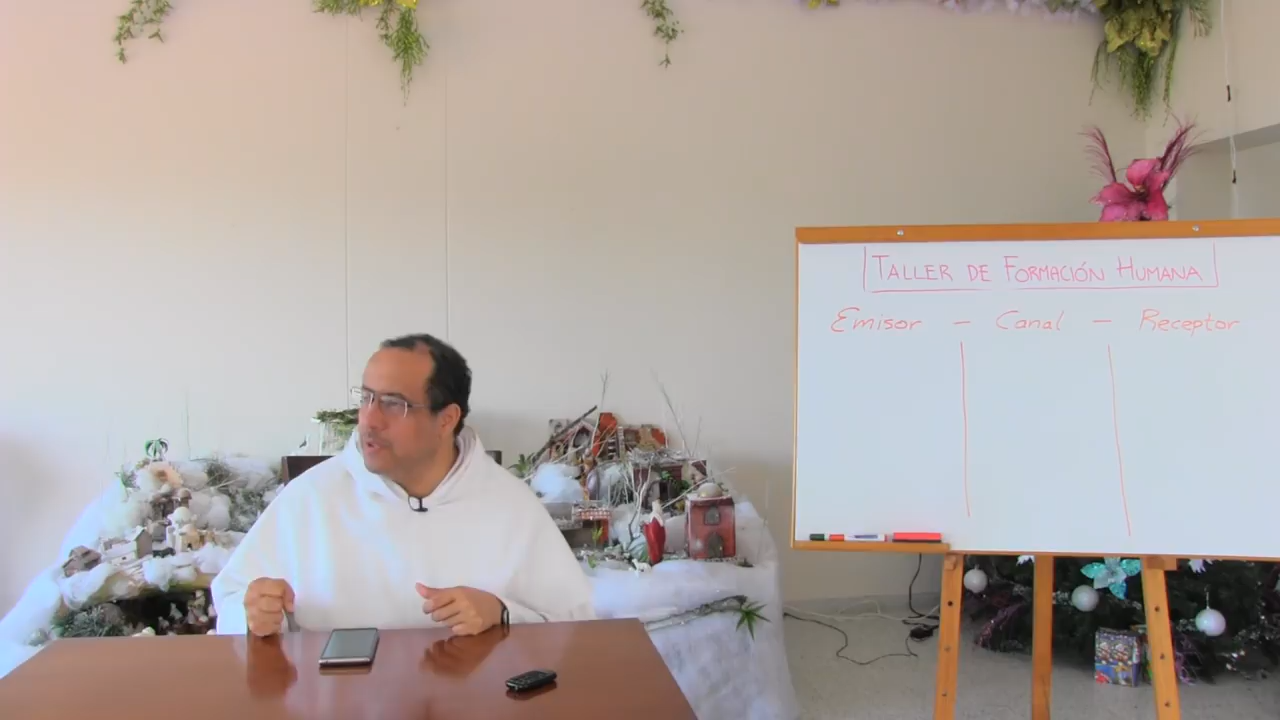 TALLER DE FORMACIÓN HUMANA
Emisor - Canal - Receptor